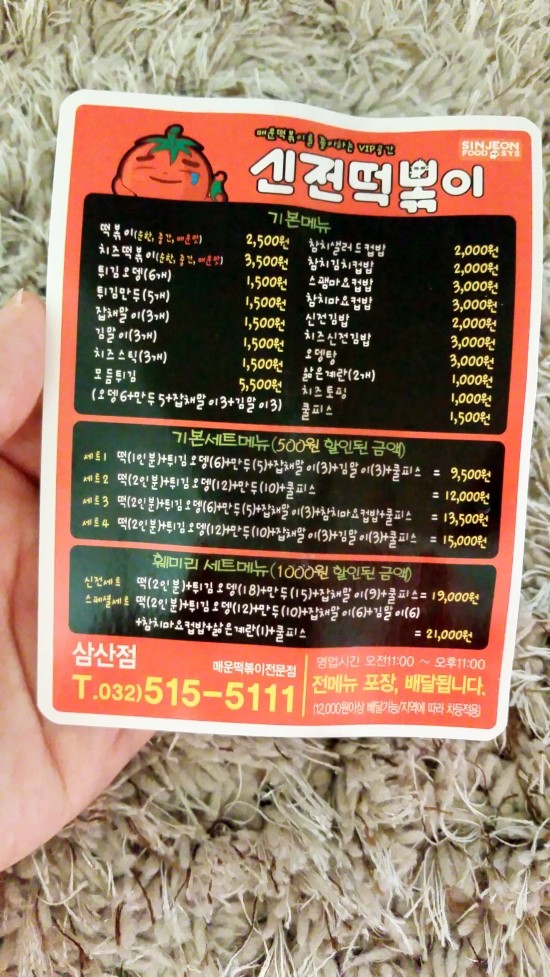 매운떡볶이를 좋아하는 VIP공간
SINJEON
FOOD SYS
신전떡볶이
기본메뉴
떡볶이(순한, 중간, 매운맛) 2,500원
치즈떡볶이(순한, 중간, 매운맛) 3,500원
튀김오뎅(6개) 1,500원
튀김만두(5개) 1,500원
잡채말이(3개) 1,500원
김말이(3개) 1,500원
치즈스틱(3개) 1,500원
모듬튀김 5,500원
(오뎅6+만두5+잡채말이3+김말이3)
참치샐러드컵밥 2,000원
참치김치컵밥 2,000원
스팸마요컵밥 3,000원
참치마요컵밥 3,000원
신전김밥 2,000원
치즈신전김밥 3,000원
오뎅탕 3,000원
삶은계란(2개) 1,000원
치즈토핑 1,000원
쿨피스 1,500원
기본세트메뉴(500원 할인된 금액)
세트1 떡(1인분)+튀김오뎅(6)+만두(5)+잡채말이(3)+김말이(3)+쿨피스 = 9,500원
세트2 떡(2인분)+튀김오뎅(12)+만두(10)+쿨피스 = 12,000원
세트3 떡(2인분)+튀김오뎅(6)+만두(5)+잡채말이(3)+참치마요컵밥+쿨피스 = 13,500원
세트4 떡(2인분)+튀김오뎅(12)+만두(10)+잡채말이(3)+김말이(3)+쿨피스 = 15,000원
훼미리 세트메뉴(1000원 할인된 금액)
신전세트 떡(2인분)+튀김오뎅(18)+만두(15)+잡채말이(9)+쿨피스= 19,000원
스페셜세트 떡(2인분)+튀김오뎅(12)+만두(10)+잡채말이(6)+김말이(6)
+참치마요컵밥+삶은계란(1)+쿨피스 = 21,000원
삼산점 매운떡볶이전문점
T.032)515-5111
영업시간 오전11:00 ~ 오후11:00
전메뉴 포장, 배달됩니다.
(12,000원이상 배달가능/지역에 따라 차등적용)